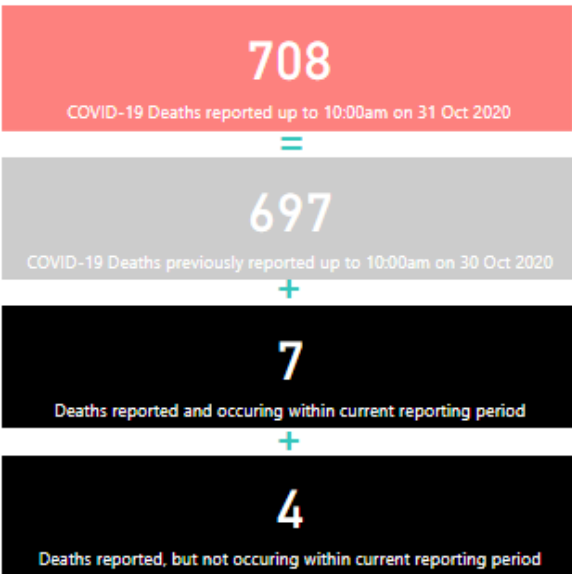 708
COVID-19 Deaths reported up to 10:00am on 31 Oct 2020
=
697
COVID-19 Deaths previously reported up to 10:00am on 30 Oct 2020
+
7
Deaths reported and occuring within current reporting period
+
4
Deaths reported, but not occuring within current reporting period